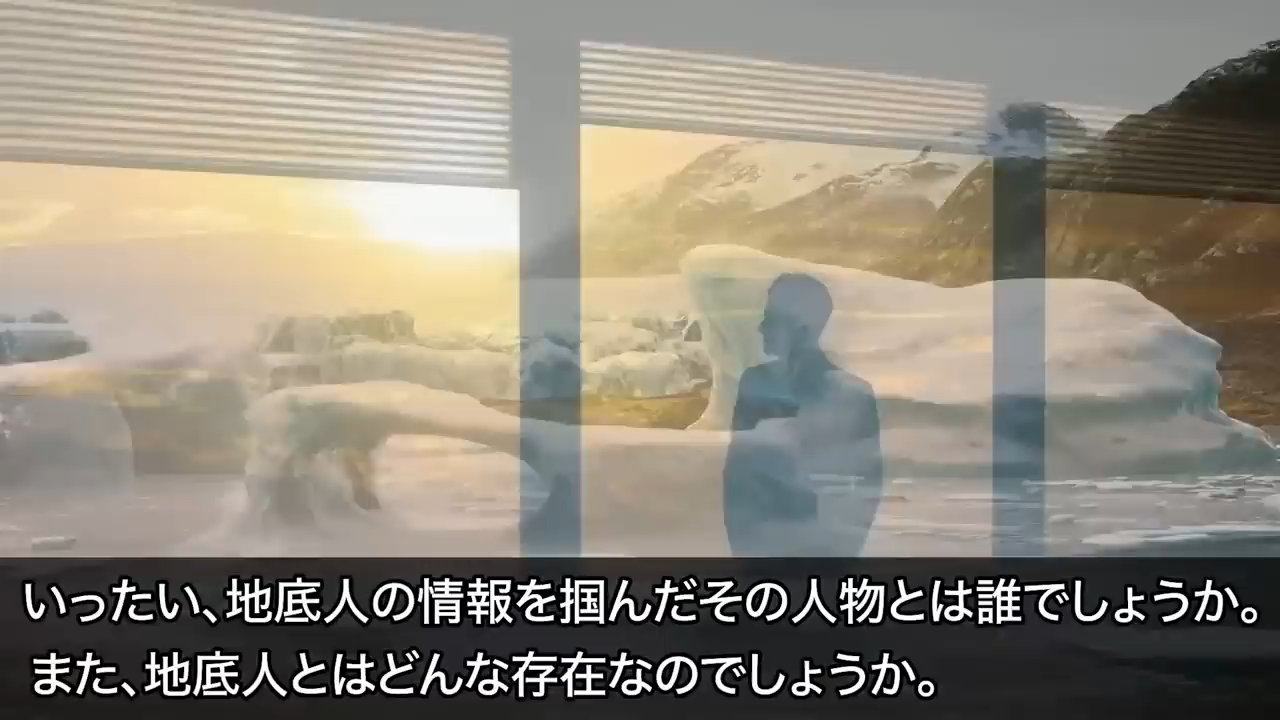 いったい、地底人の情報を掴んだその人物とは誰でしょうか。
また、地底人とはどんな存在なのでしょうか。